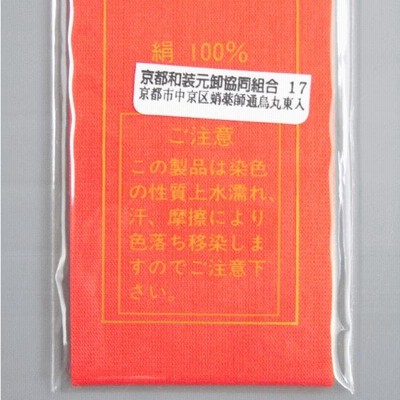 絹 100%
京都和装元卸協同組合 17
京都市中京区蛸薬師通烏丸東入
ご注意
この製品は染色
の性質上水濡れ、
汗、摩擦により
色落ち移染しま
すのでご注意下
さい。